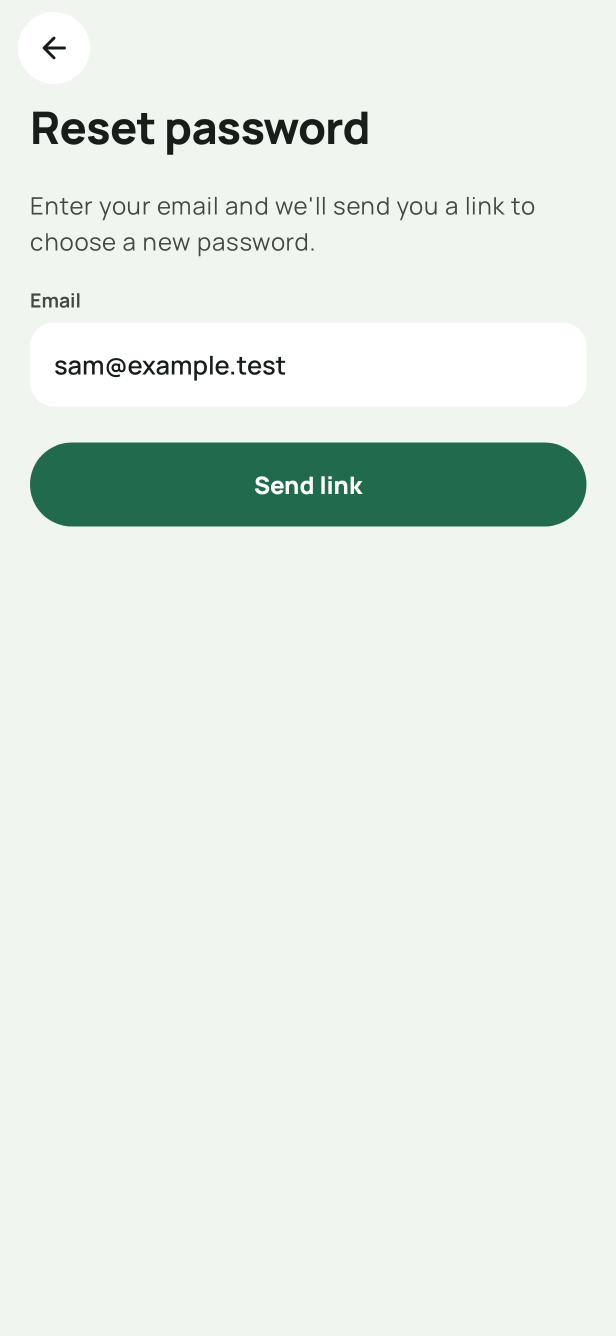 Reset password
Enter your email and we'll send you a link to
choose a new password.
Email
sam@example.test
Send link